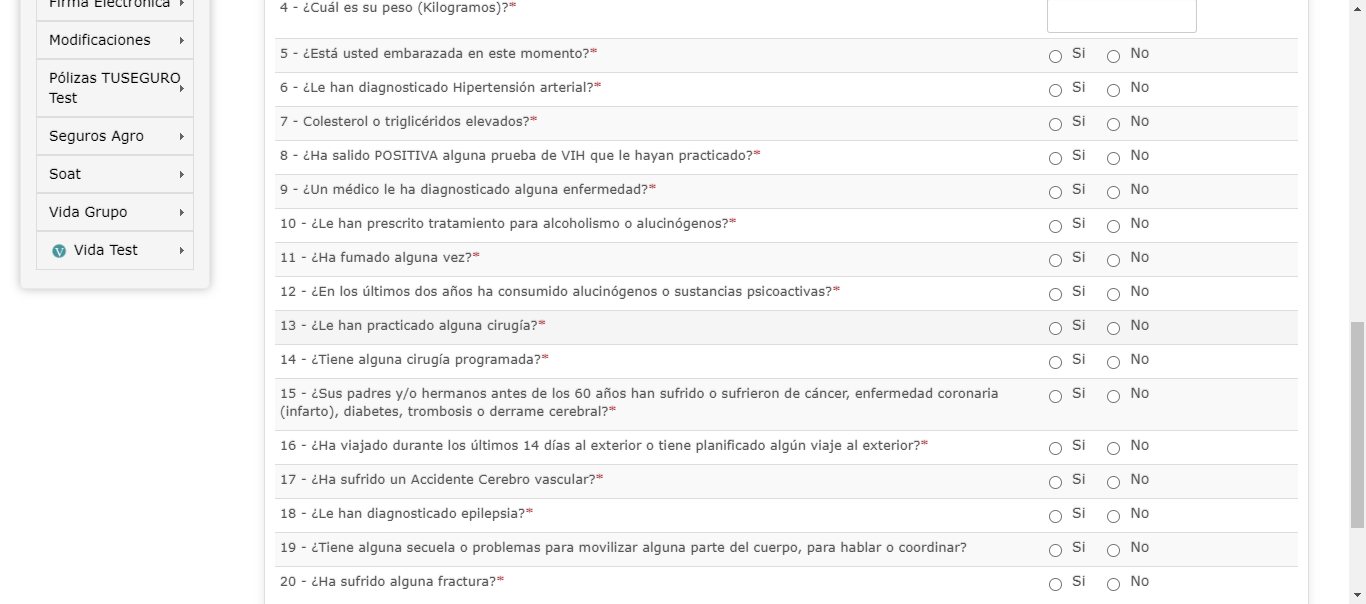 Firma Electrónica
Modificaciones
Pólizas TUSEGURO
Test
Seguros Agro
Soat
Vida Grupo
V Vida Test
4 - ¿Cuál es su peso (Kilogramos)?*
5 - ¿Está usted embarazada en este momento?* Si No
6 - ¿Le han diagnosticado Hipertensión arterial?* Si No
7 - Colesterol o triglicéridos elevados?* Si No
8 - ¿Ha salido POSITIVA alguna prueba de VIH que le hayan practicado?* Si No
9 - ¿Un médico le ha diagnosticado alguna enfermedad?* Si No
10 - ¿Le han prescrito tratamiento para alcoholismo o alucinógenos?* Si No
11 - ¿Ha fumado alguna vez?* Si No
12 - ¿En los últimos dos años ha consumido alucinógenos o sustancias psicoactivas?* Si No
13 - ¿Le han practicado alguna cirugía?* Si No
14 - ¿Tiene alguna cirugía programada?* Si No
15 - ¿Sus padres y/o hermanos antes de los 60 años han sufrido o sufrieron de cáncer, enfermedad coronaria Si No
(infarto), diabetes, trombosis o derrame cerebral?*
16 - ¿Ha viajado durante los últimos 14 días al exterior o tiene planificado algún viaje al exterior?* Si No
17 - ¿Ha sufrido un Accidente Cerebro vascular?* Si No
18 - ¿Le han diagnosticado epilepsia?* Si No
19 - ¿Tiene alguna secuela o problemas para movilizar alguna parte del cuerpo, para hablar o coordinar? Si No
20 - ¿Ha sufrido alguna fractura?* Si No